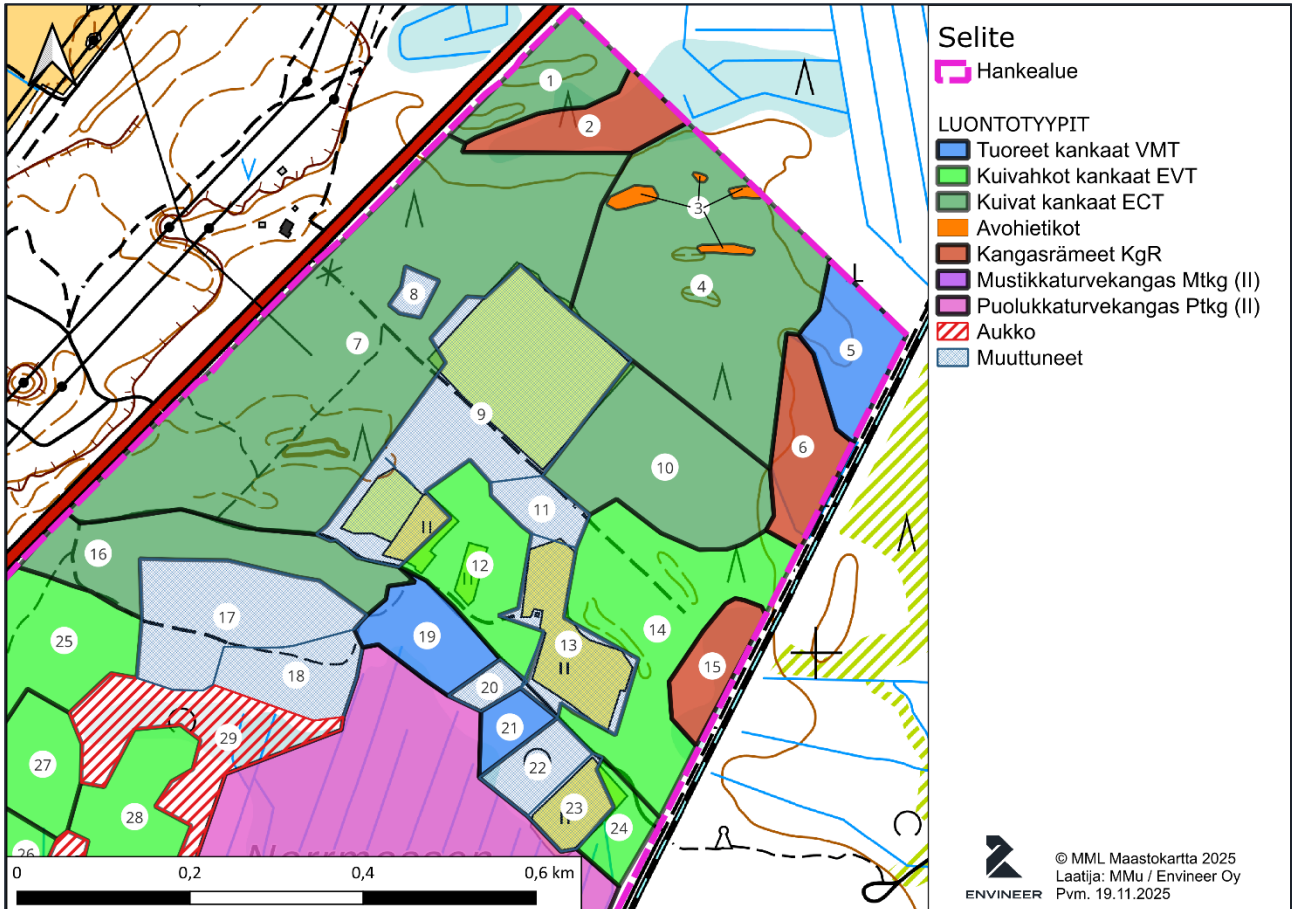 Selite
Hankealue
LUONTOTYYPIT
Tuoreet kankaat VMT
Kuivahkot kankaat EVT
Kuivat kankaat ECT
Avohietikot
Kangasrämeet KgR
Mustikkaturvekangas Mtkg (II)
Puolukkaturvekangas Ptkg (II)
Aukko
Muuttuneet
1
2
3
4
5
6
7
8
9
10
11
12
13
14
15
16
17
18
19
20
21
22
23
24
25
26
27
28
29
0 0,2 0,4 0,6 km
ENVINEER
© MML Maastokartta 2025
Laatija: MMu / Envineer Oy
Pvm. 19.11.2025